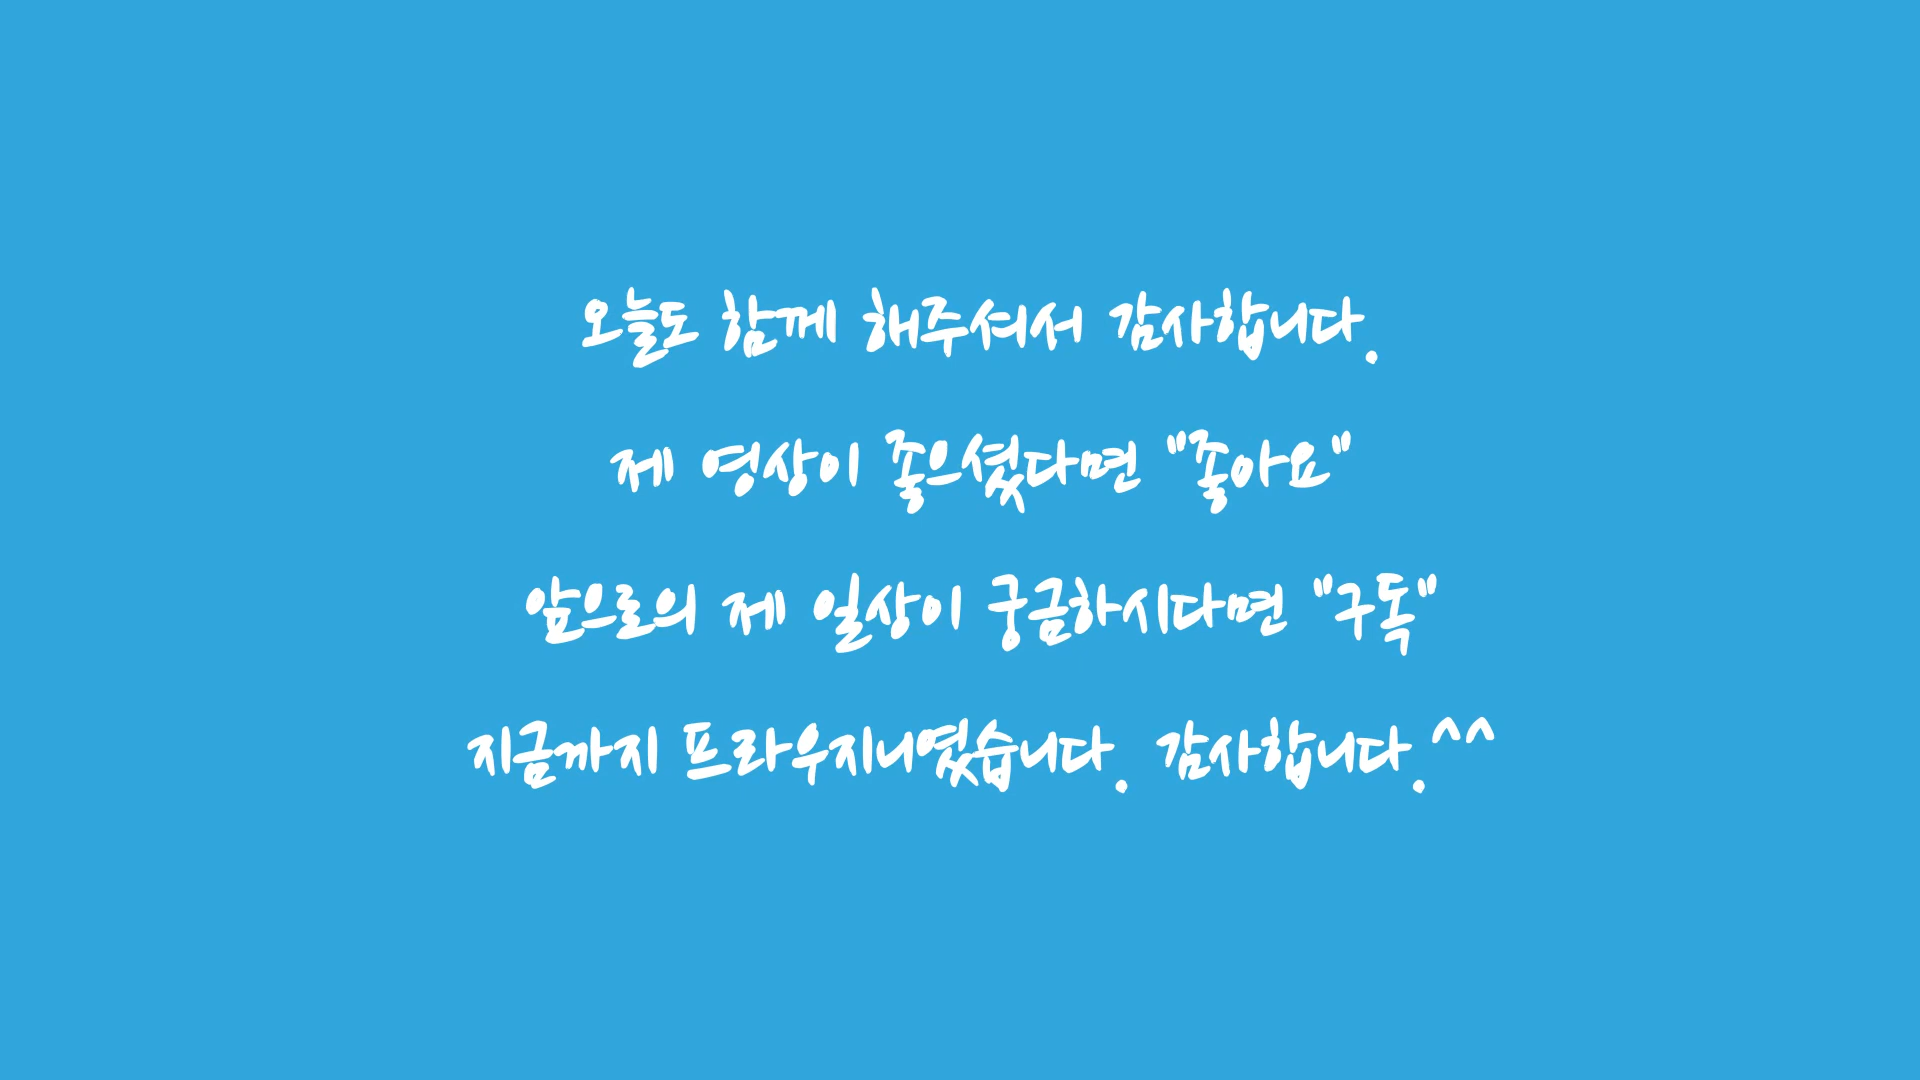 오늘도 함께 해주셔서 감사합니다.
제 영상이 좋으셨다면 "좋아요"
앞으로의 제 일상이 궁금하시다면 "구독"
지금까지 프라우지니였습니다. 감사합니다.^^